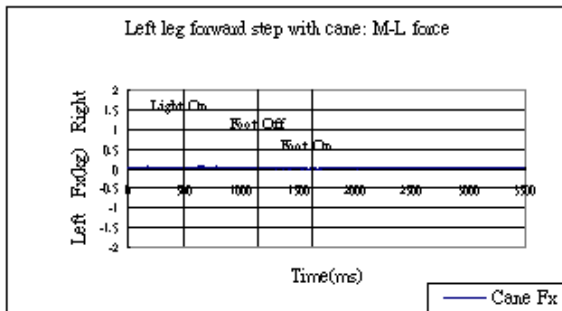 Left leg forward step with cane: M-L force
Left Fx(kg) Right
2
1.5
1
0.5
0
-0.5
-1
-1.5
-2
Light On
Foot Off
Foot On
0 500 1000 1500 2000 2500 3000 3500
Time(ms)
Cane Fx